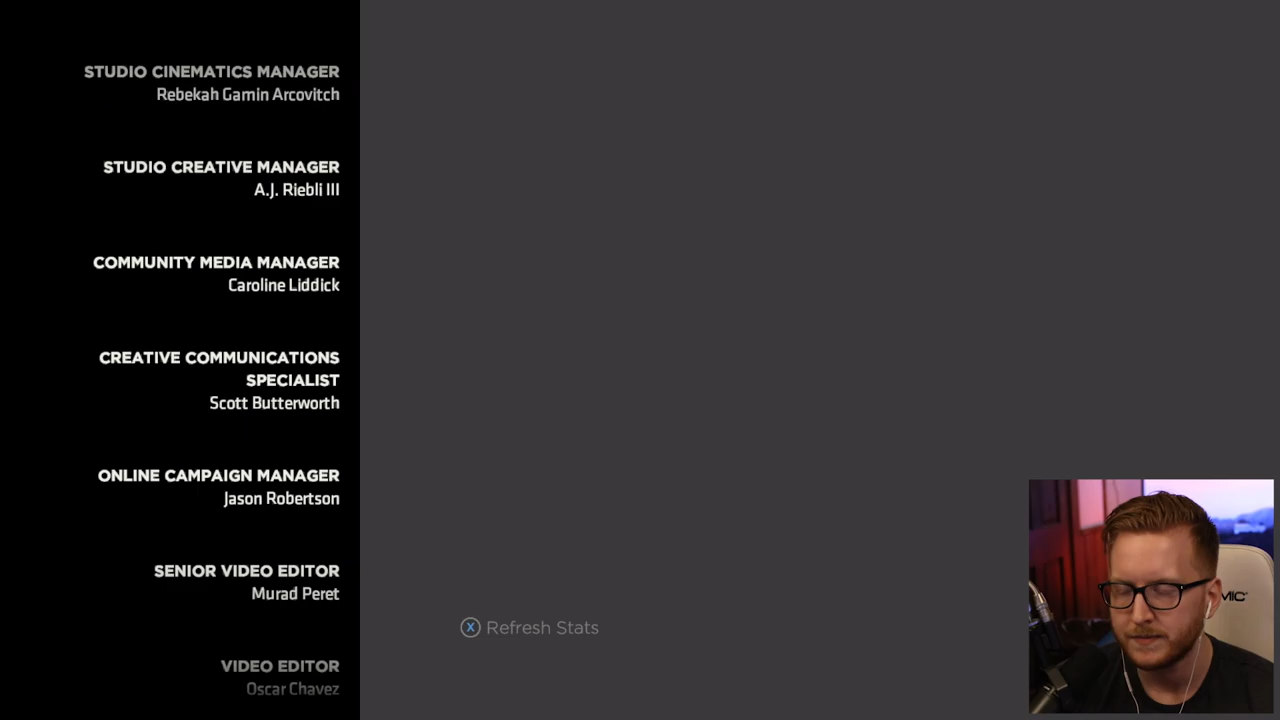 STUDIO CINEMATICS MANAGER
Rebekah Gamin Arcovitch
STUDIO CREATIVE MANAGER
A.J. Riebli III
COMMUNITY MEDIA MANAGER
Caroline Liddick
CREATIVE COMMUNICATIONS
SPECIALIST
Scott Butterworth
ONLINE CAMPAIGN MANAGER
Jason Robertson
SENIOR VIDEO EDITOR
Murad Peret
X Refresh Stats
VIDEO EDITOR
Oscar Chavez
MIC